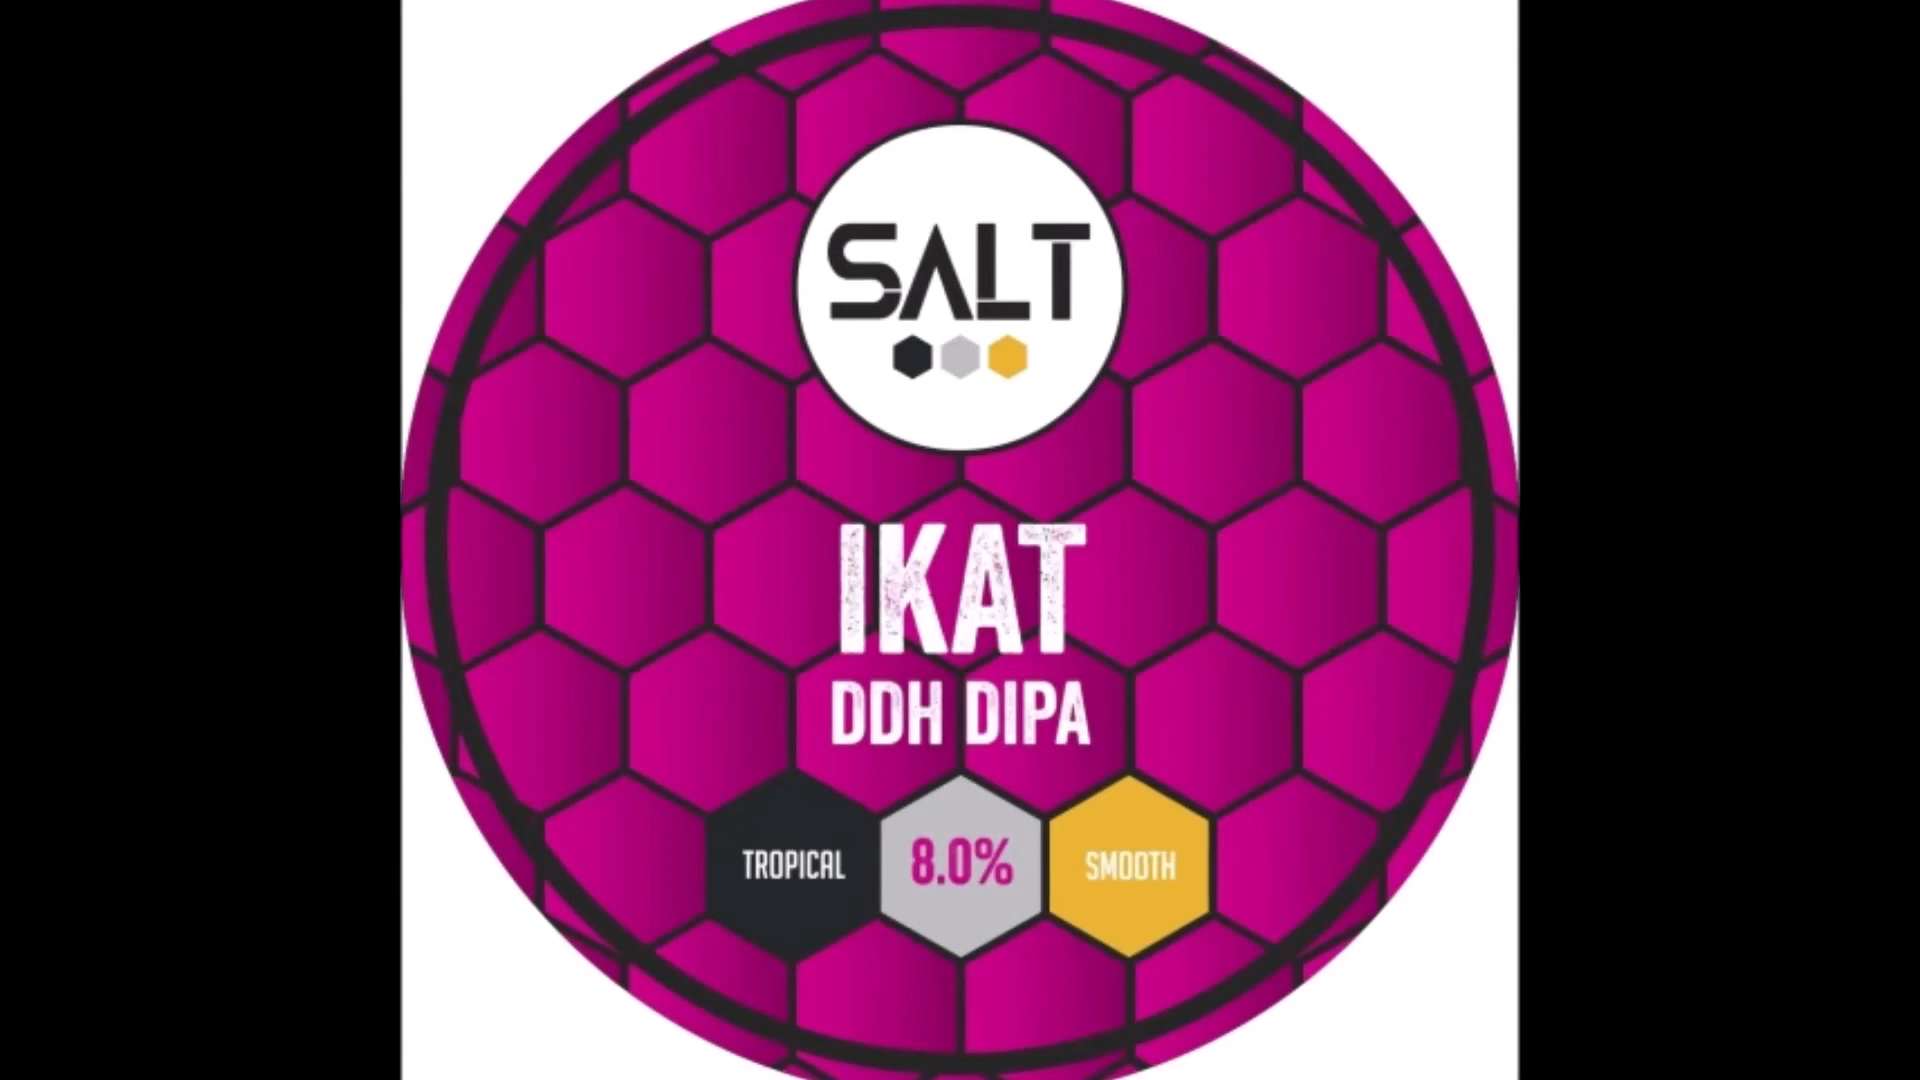 SALT
IKAT
DDH DIPA
TROPICAL
8.0%
SMOOTH